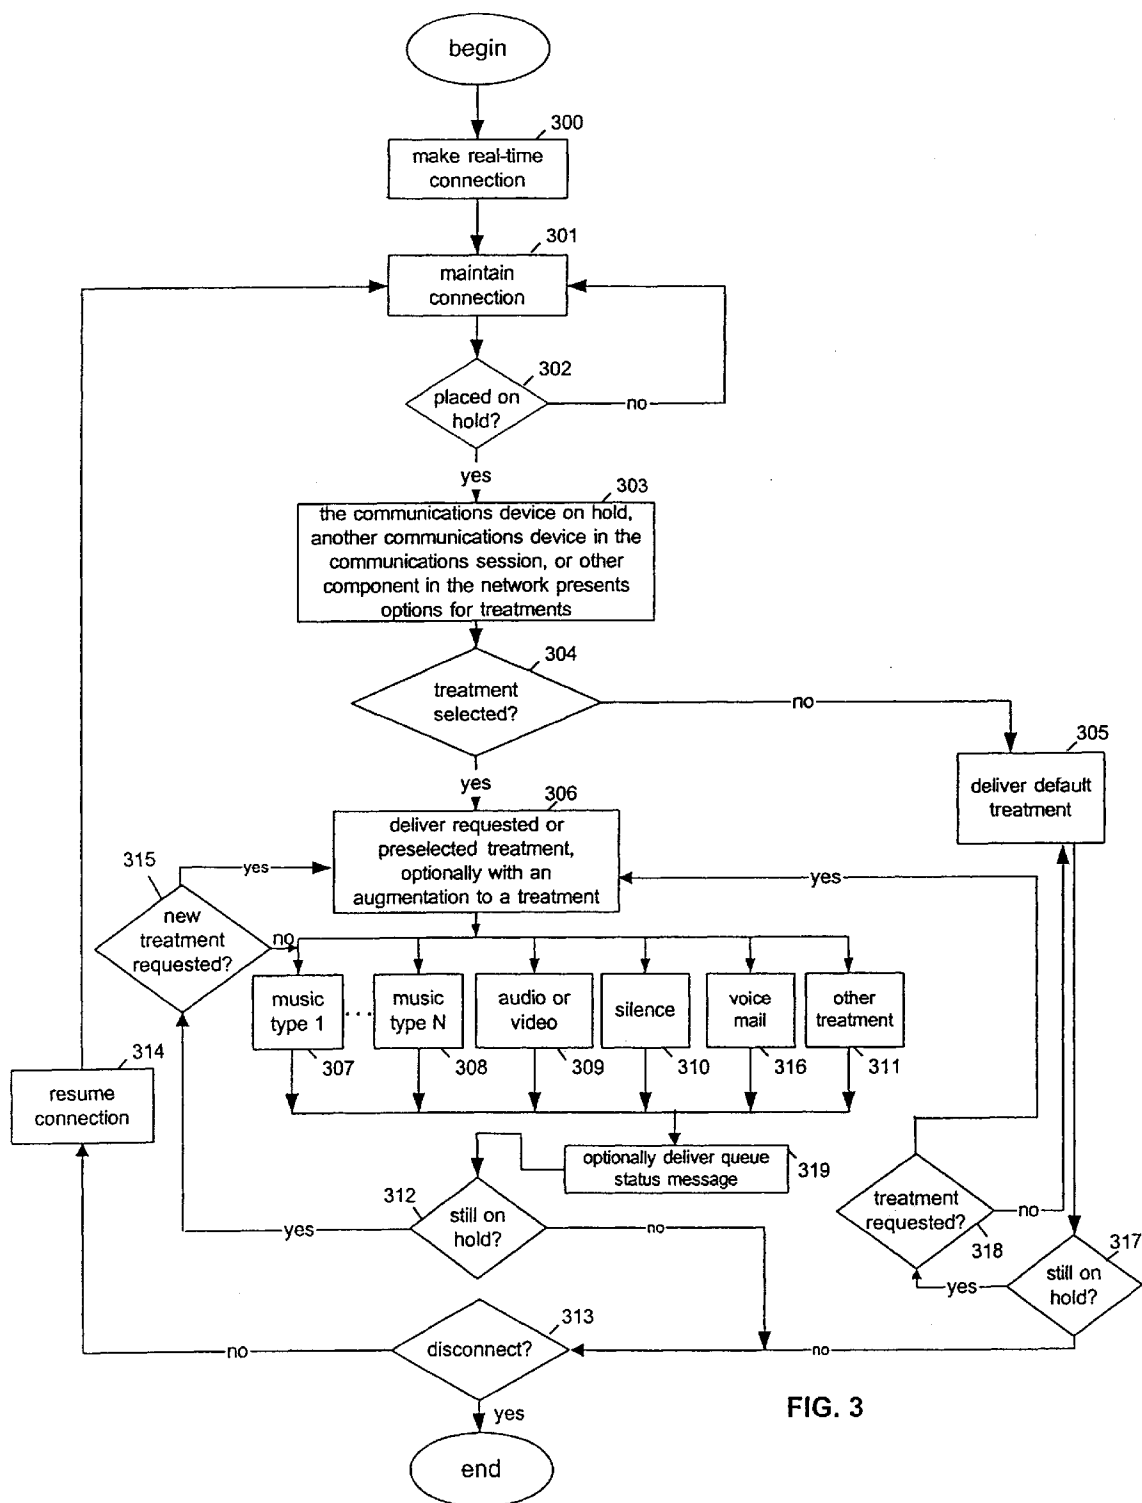 begin
300
make real-time
connection
301
maintain
connection
302
placed on
hold?
no
yes
303
the communications device on hold,
another communications device in the
communications session, or other
component in the network presents
options for treatments
304
treatment
selected?
no
yes
305
deliver default
treatment
306
deliver requested or
preselected treatment,
optionally with an
augmentation to a treatment
315
yes
yes
new
treatment
requested?
no
music
type 1
...
music
type N
audio or
video
silence
voice
mail
other
treatment
307
308
309
310
316
311
314
resume
connection
optionally deliver queue
status message
319
312
still on
hold?
yes
no
treatment
requested?
no
318
317
still on
hold?
yes
313
disconnect?
no
no
yes
FIG. 3
end